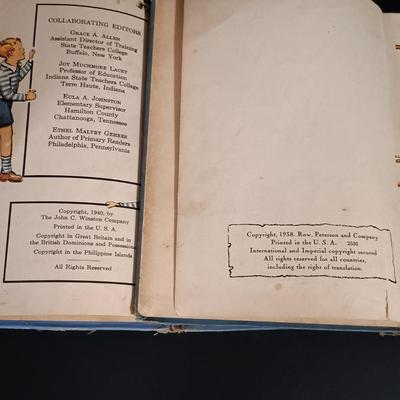 COLLABORATING EDITORS
GRACE A. ALLEN
Assistant Director of Training
State Teachers College
Buffalo, New York
JOY MUCHMORE LACEY
Professor of Education
Indiana State Teachers College
Terre Haute, Indiana
EULA A. JOHNSTON
Elementary Supervisor
Hamilton County
Chattanooga, Tennessee
ETHEL MALTBY GEHRES
Author of Primary Readers
Philadelphia, Pennsylvania
Copyright, 1940, by
The John C. Winston Company
Printed in the U. S. A.
Copyright in Great Britain and in
the British Dominions and Possessions
Copyright in the Philippine Islands
All Rights Reserved
Copyright, 1958. Row, Peterson and Company
Printed in the U. S. A. 2536
International and Imperial copyright secured
All rights reserved for all countries,
including the right of translation.